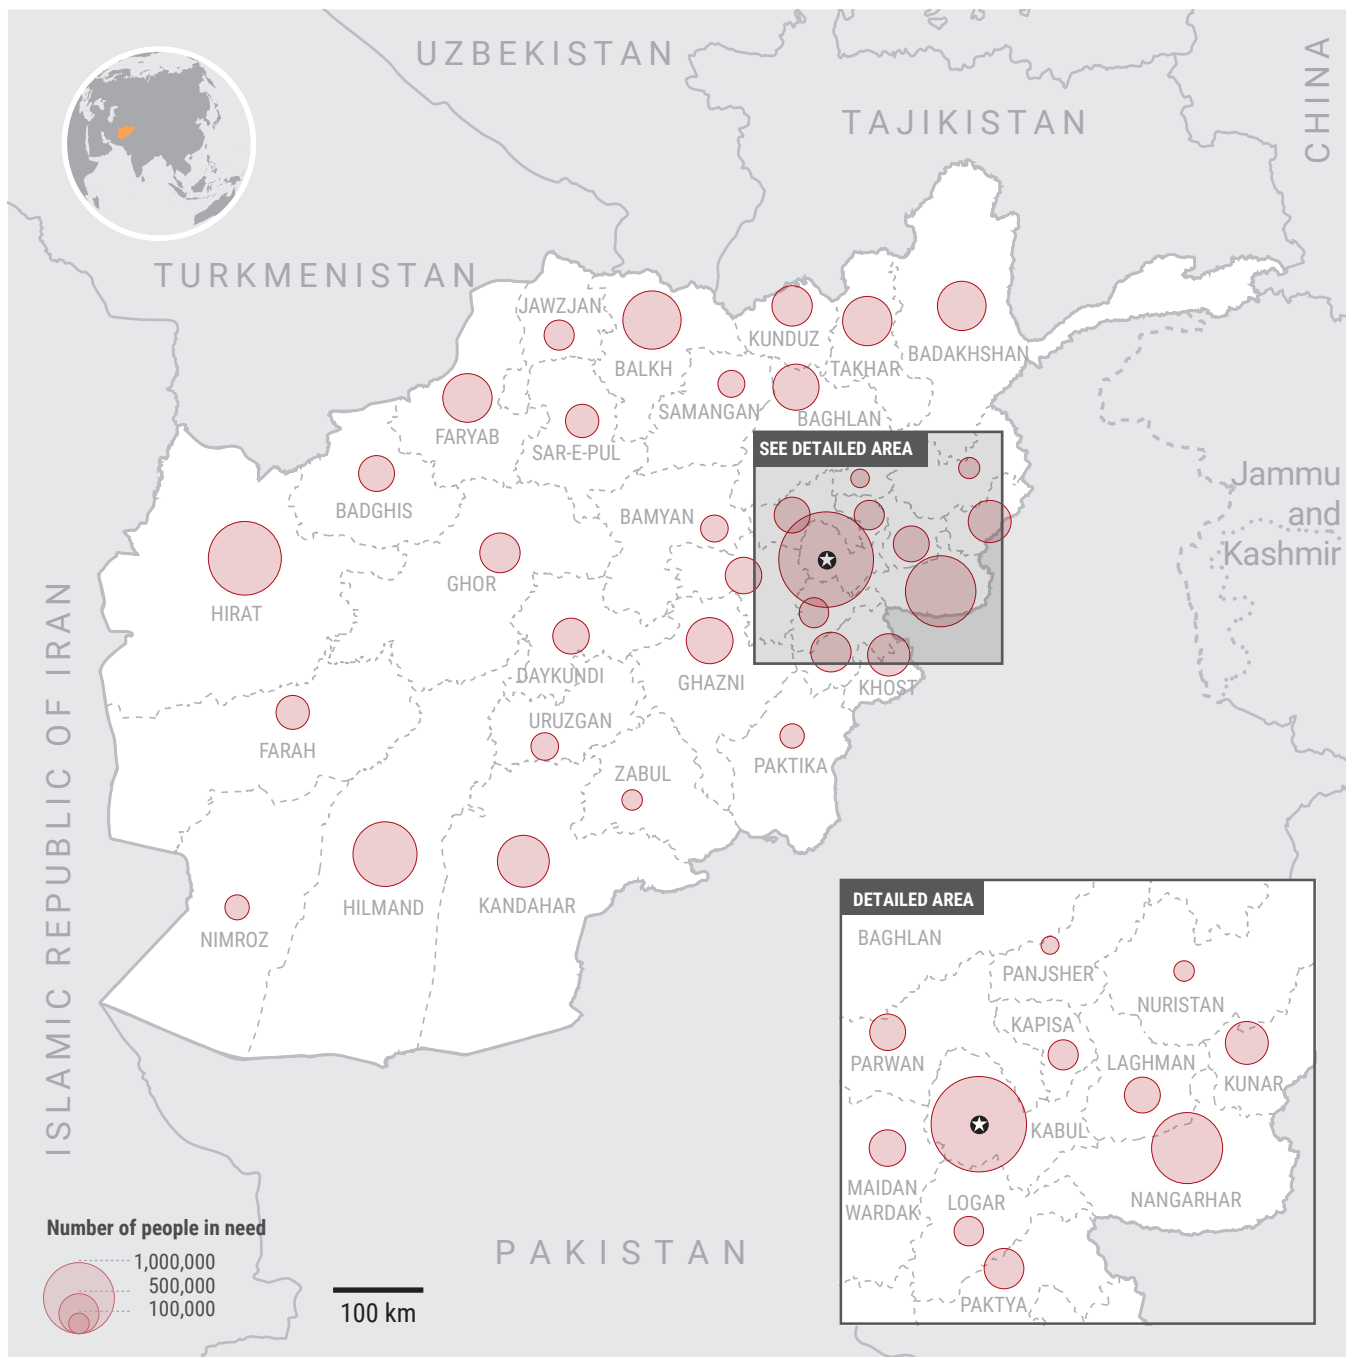 UZBEKISTAN
CHINA
TAJIKISTAN
TURKMENISTAN
JAWZJAN
BALKH
KUNDUZ
TAKHAR
BADAKHSHAN
SAMANGAN
BAGHLAN
FARYAB
SAR-E-PUL
SEE DETAILED AREA
BADGHIS
BAMYAN
Jammu
and
Kashmir
GHOR
HIRAT
ISLAMIC REPUBLIC OF IRAN
DAYKUNDI
GHAZNI
KHOST
URUZGAN
FARAH
PAKTIKA
ZABUL
HILMAND
KANDAHAR
NIMROZ
DETAILED AREA
BAGHLAN
PANJSHER
NURISTAN
KAPISA
PARWAN
LAGHMAN
KUNAR
KABUL
MAIDAN
WARDAK
LOGAR
NANGARHAR
PAKTYA
PAKISTAN
Number of people in need
1,000,000
500,000
100,000
100 km